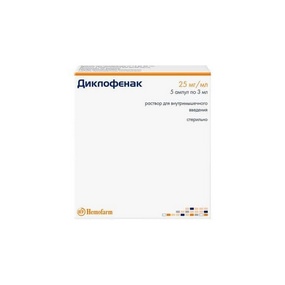 Диклофенак
25 мг/мл
5 ампул по 3 мл
раствор для внутримышечного
введения
стерильно
Hemofarm